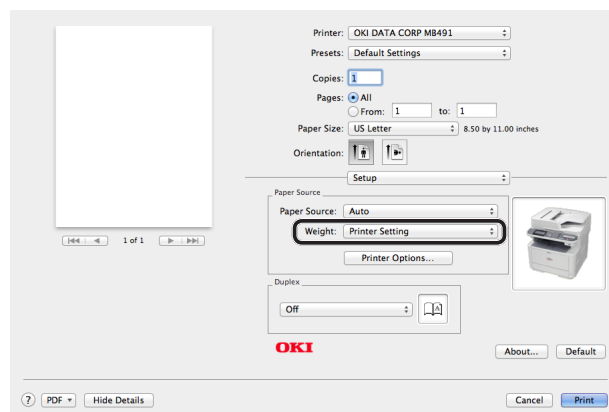 Printer: OKI DATA CORP MB491
Presets: Default Settings
Copies: 1
Pages: All
From: 1 to: 1
Paper Size: US Letter 8.50 by 11.00 inches
Orientation:
Setup
Paper Source
Paper Source: Auto
Weight: Printer Setting
1 of 1
Printer Options...
Duplex
Off
A
OKI
About... Default
? PDF Hide Details Cancel Print